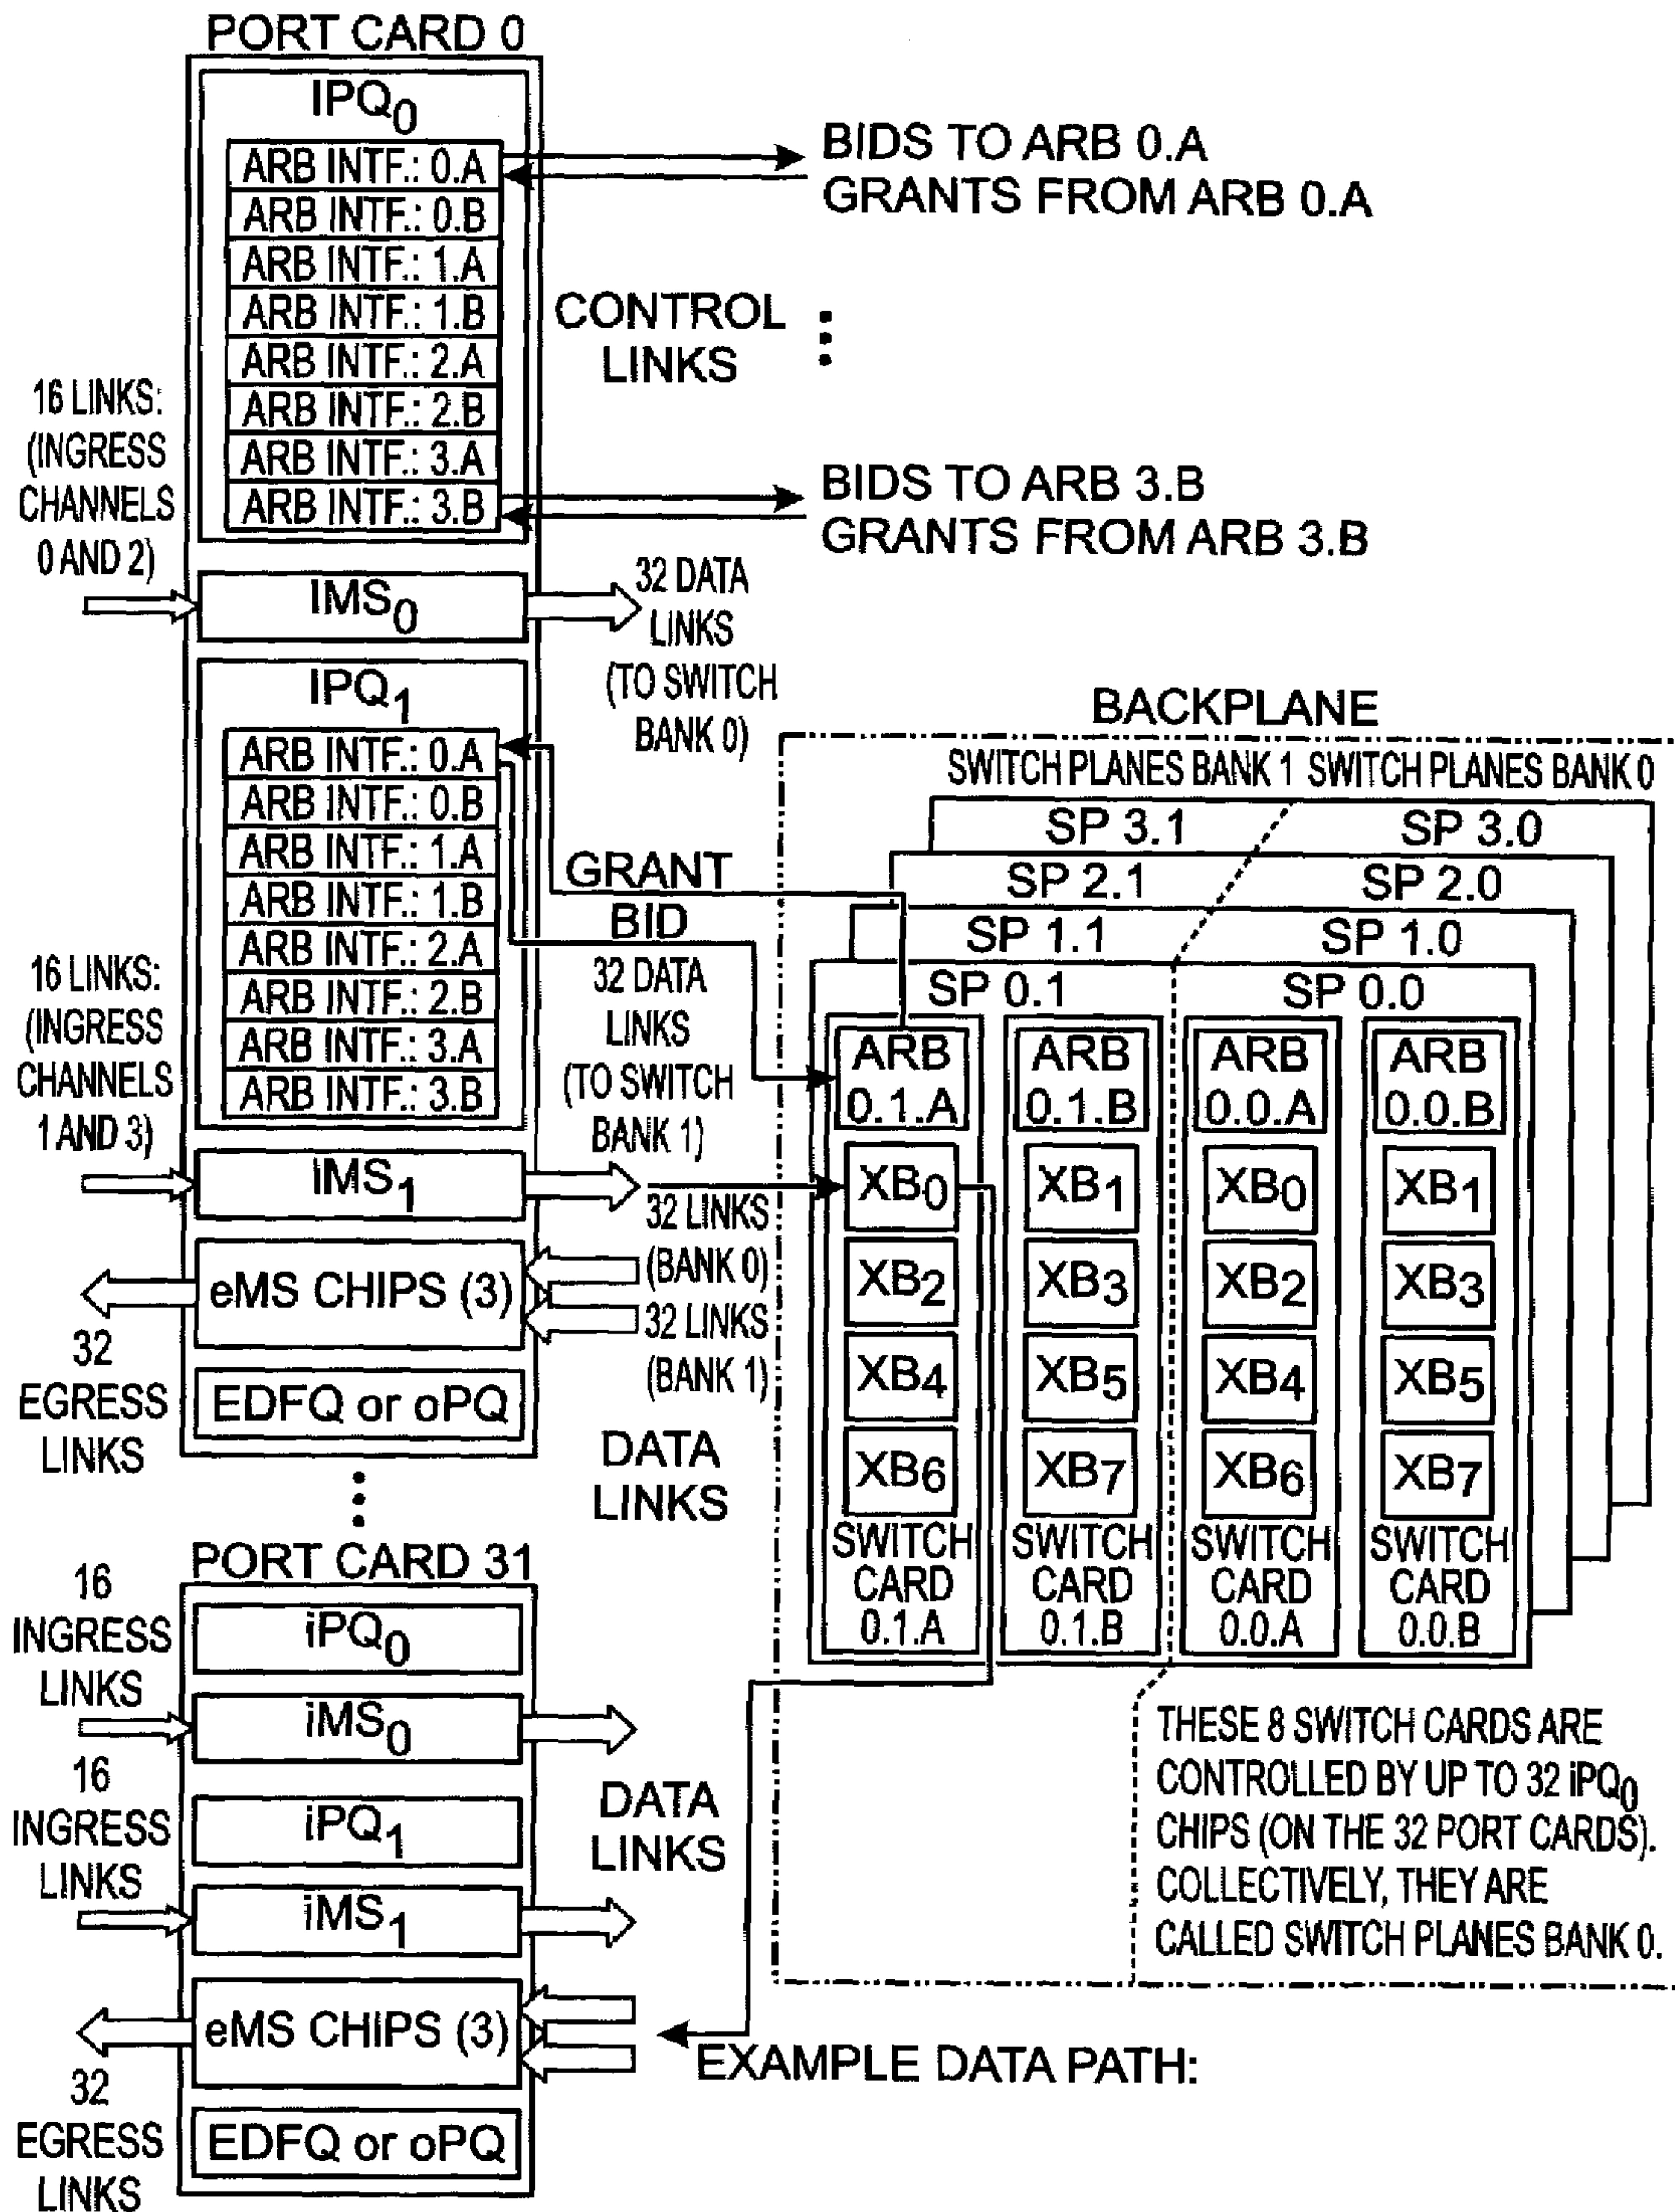 PORT CARD 0
IPQ0
ARB INTF.: 0.A
ARB INTF.: 0.B
ARB INTF.: 1.A
ARB INTF.: 1.B
ARB INTF.: 2.A
ARB INTF.: 2.B
ARB INTF.: 3.A
ARB INTF.: 3.B
BIDS TO ARB 0.A
GRANTS FROM ARB 0.A
CONTROL
LINKS
BIDS TO ARB 3.B
GRANTS FROM ARB 3.B
16 LINKS:
(INGRESS
CHANNELS
0 AND 2)
IMS0
32 DATA
LINKS
(TO SWITCH
BANK 0)
IPQ1
ARB INTF.: 0.A
ARB INTF.: 0.B
ARB INTF.: 1.A
ARB INTF.: 1.B
ARB INTF.: 2.A
ARB INTF.: 2.B
ARB INTF.: 3.A
ARB INTF.: 3.B
GRANT
BID
16 LINKS:
(INGRESS
CHANNELS
1 AND 3)
32 DATA
LINKS
(TO SWITCH
BANK 1)
iMS1
32 LINKS
(BANK 0)
32 LINKS
(BANK 1)
eMS CHIPS (3)
32
EGRESS
LINKS
EDFQ or oPQ
DATA
LINKS
BACKPLANE
SWITCH PLANES BANK 1 SWITCH PLANES BANK 0
SP 3.1 SP 3.0
SP 2.1 SP 2.0
SP 1.1 SP 1.0
SP 0.1 SP 0.0
ARB ARB ARB ARB
0.1.A 0.1.B 0.0.A 0.0.B
XB0 XB1 XB0 XB1
XB2 XB3 XB2 XB3
XB4 XB5 XB4 XB5
XB6 XB7 XB6 XB7
SWITCH SWITCH SWITCH SWITCH
CARD CARD CARD CARD
0.1.A 0.1.B 0.0.A 0.0.B
THESE 8 SWITCH CARDS ARE
CONTROLLED BY UP TO 32 iPQ0
CHIPS (ON THE 32 PORT CARDS).
COLLECTIVELY, THEY ARE
CALLED SWITCH PLANES BANK 0.
PORT CARD 31
16
INGRESS
LINKS
iPQ0
iMS0
16
INGRESS
LINKS
iPQ1
iMS1
DATA
LINKS
eMS CHIPS (3)
32
EGRESS
LINKS
EDFQ or oPQ
EXAMPLE DATA PATH: